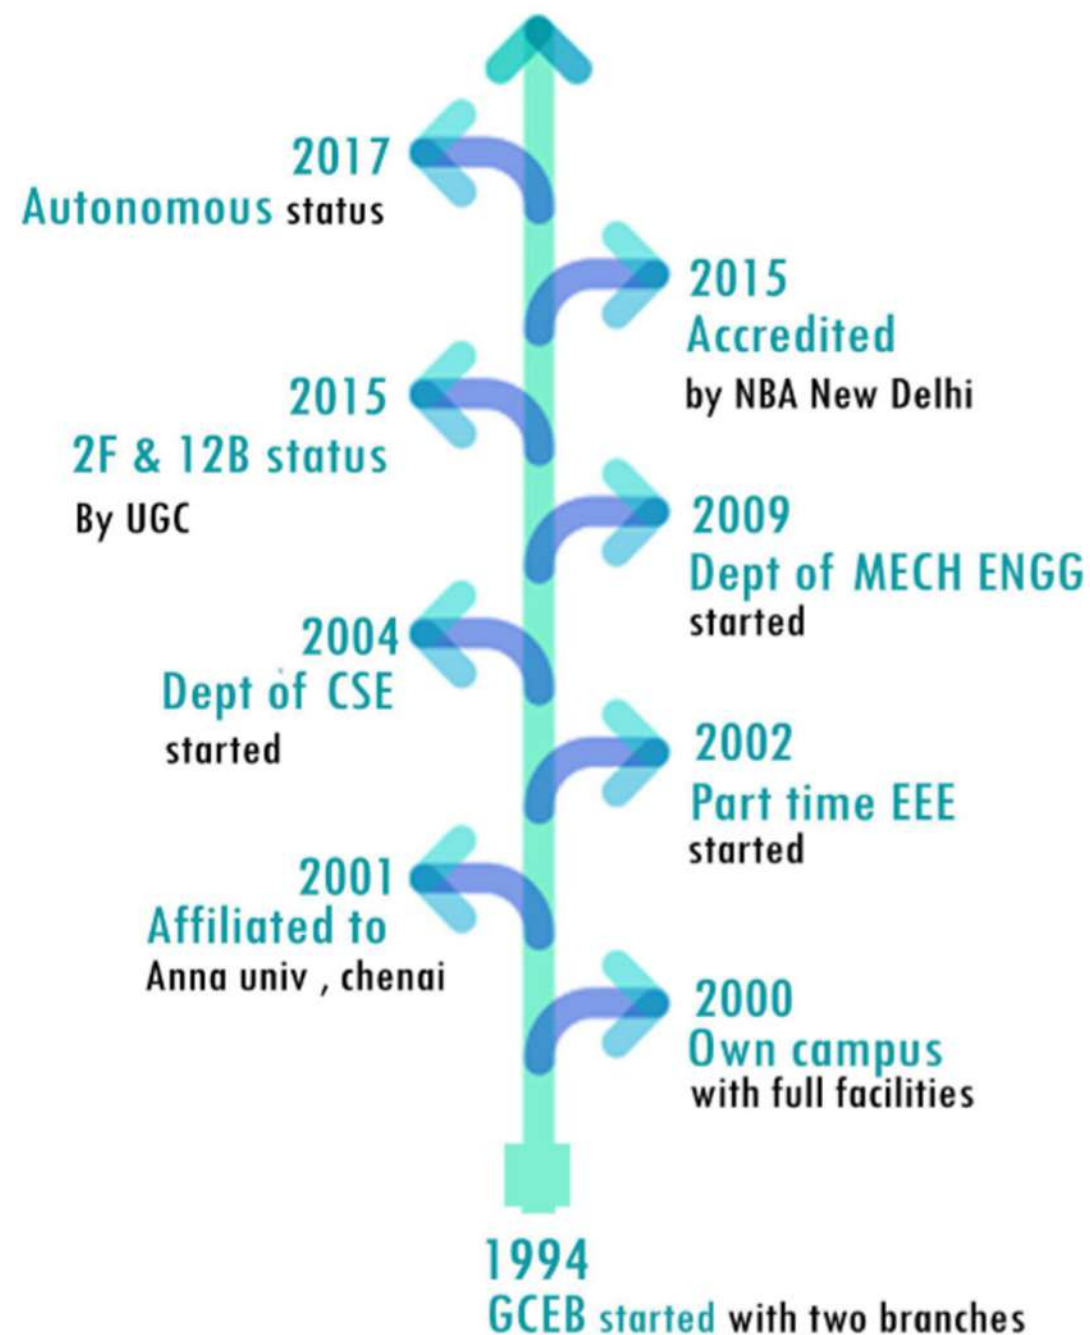 2017
Autonomous status
2015
Accredited
by NBA New Delhi
2015
2F & 12B status
By UGC
2009
Dept of MECH ENGG
started
2004
Dept of CSE
started
2002
Part time EEE
started
2001
Affiliated to
Anna univ , chenai
2000
Own campus
with full facilities
1994
GCEB started with two branches